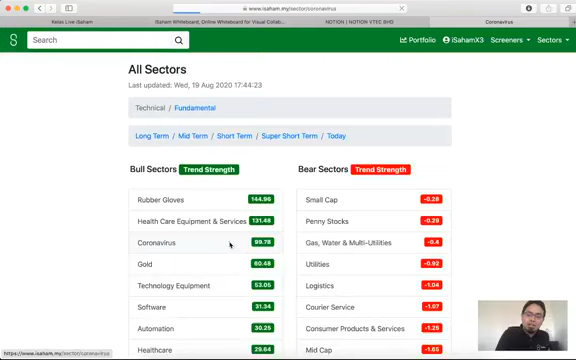 www.isaham.my/sector/coronavirus
Kelas Live iSaham
iSaham Whiteboard, Online Whiteboard for Visual Collab...
NOTION | NOTION VTEC BHD
Coronavirus
S
Search
Portfolio
iSahamX3
Screeners
Sectors
All Sectors
Last updated: Wed, 19 Aug 2020 17:44:23
Technical / Fundamental
Long Term / Mid Term / Short Term / Super Short Term / Today
Bull Sectors Trend Strength
Rubber Gloves 144.96
Health Care Equipment & Services 131.48
Coronavirus 99.78
Gold 60.48
Technology Equipment 53.05
Software 31.34
Automation 30.25
Healthcare 29.64
Bear Sectors Trend Strength
Small Cap -0.28
Penny Stocks -0.29
Gas, Water & Multi-Utilities -0.4
Utilities -0.92
Logistics -1.04
Courier Service -1.07
Consumer Products & Services -1.25
Mid Cap -1.65
https://www.isaham.my/sector/coronavirus